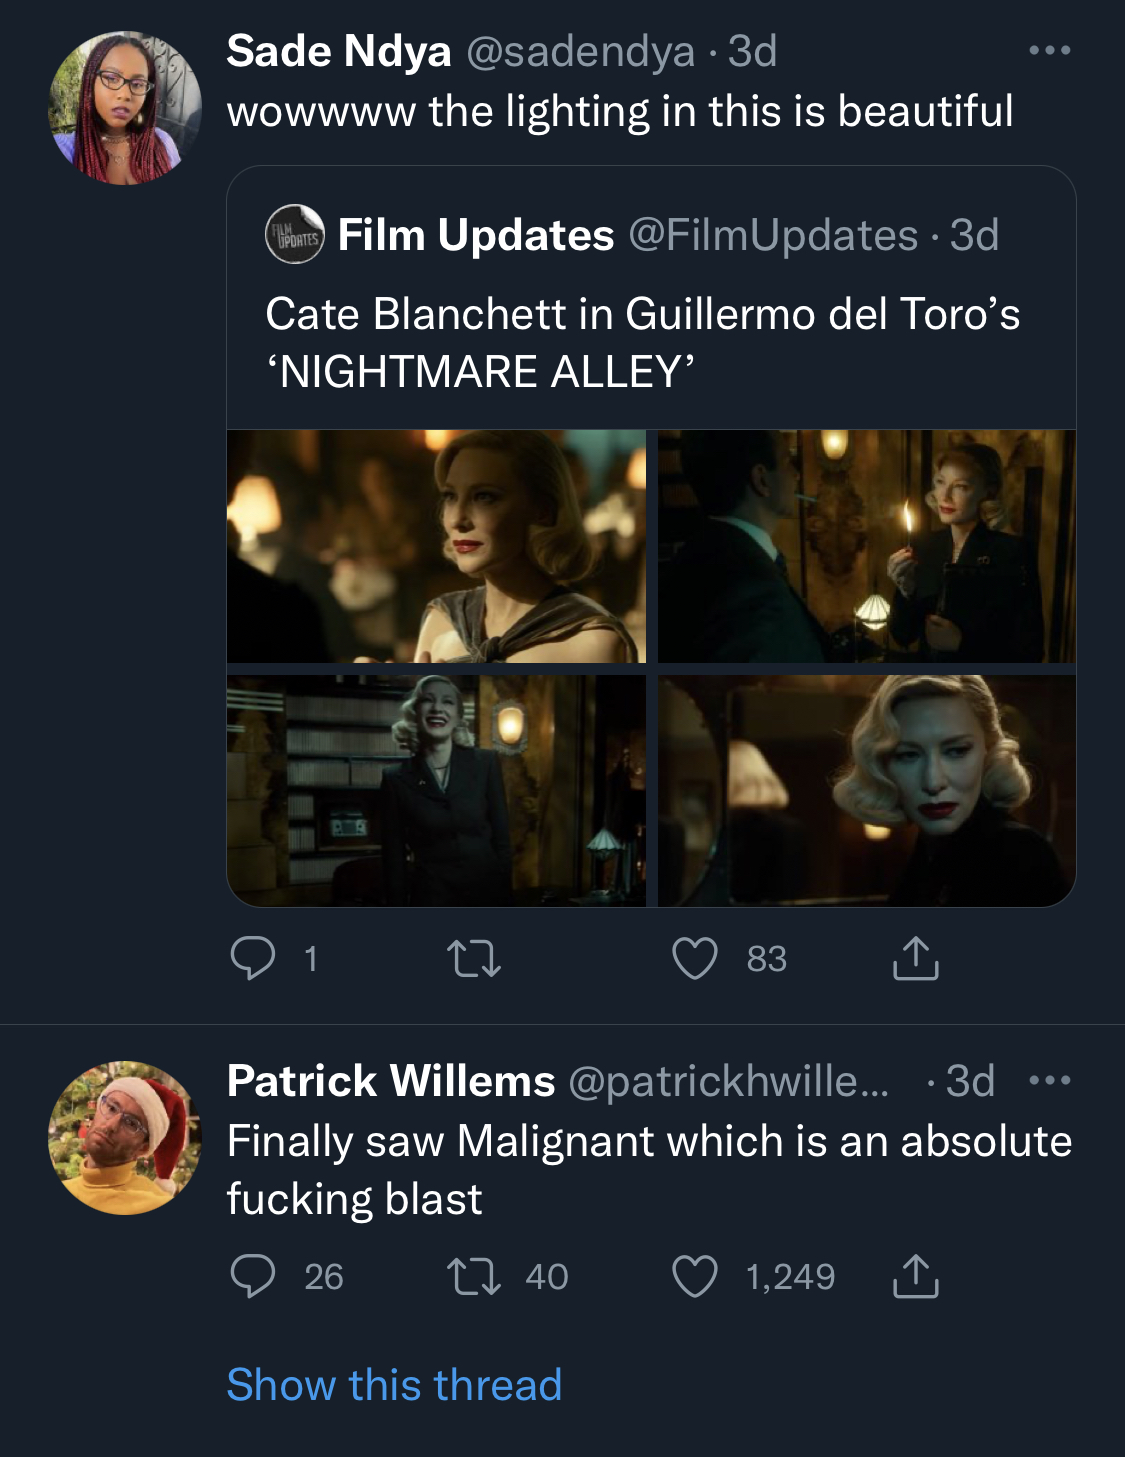 Sade Ndya @sadendya · 3d
wowwww the lighting in this is beautiful
FILM
UPDATES
Film Updates @FilmUpdates · 3d
Cate Blanchett in Guillermo del Toro’s
‘NIGHTMARE ALLEY’
1 83
Patrick Willems @patrickhwille... · 3d
Finally saw Malignant which is an absolute
fucking blast
26 40 1,249
Show this thread